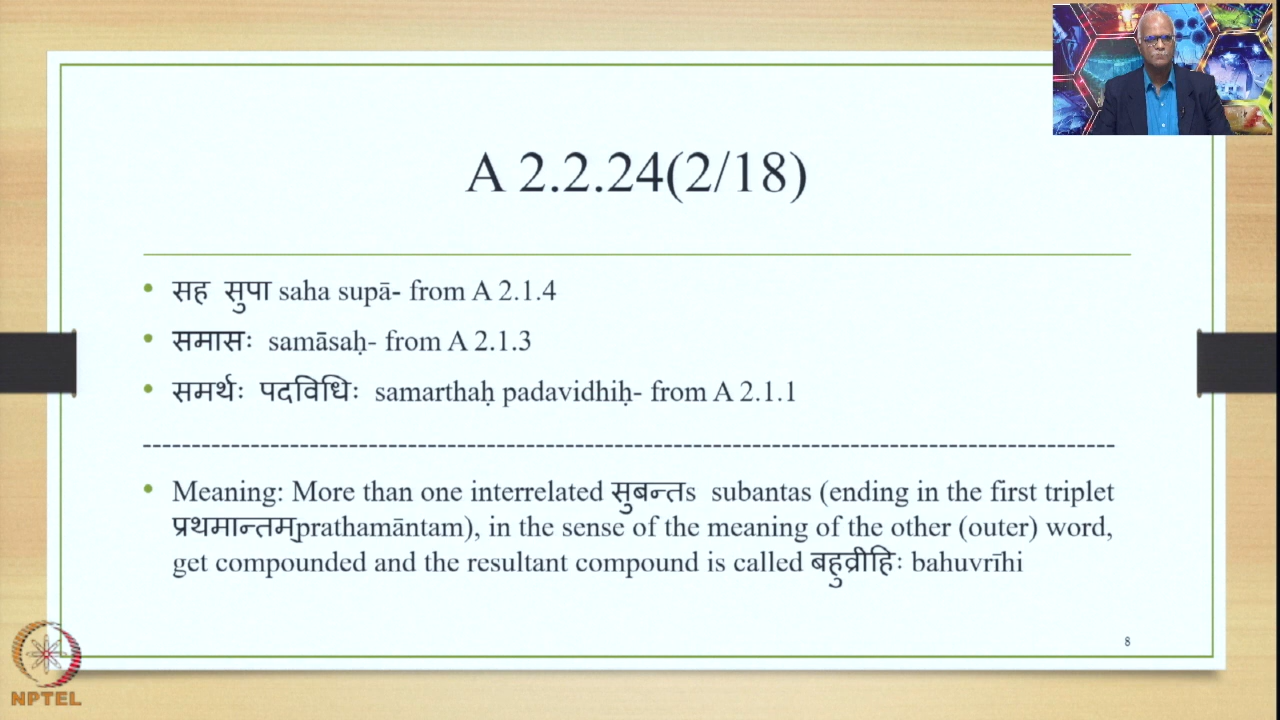 A 2.2.24(2/18)
• सह सुपा saha supā- from A 2.1.4
• समासः samāsaḥ- from A 2.1.3
• समर्थः पदविधिः samarthaḥ padavidhiḥ- from A 2.1.1
-----------------------------------------------------------------------------------------------
• Meaning: More than one interrelated सुबन्तs subantas (ending in the first triplet
प्रथमान्तम्prathamāntam), in the sense of the meaning of the other (outer) word,
get compounded and the resultant compound is called बहुव्रीहिः bahuvrīhi
8
NPTEL